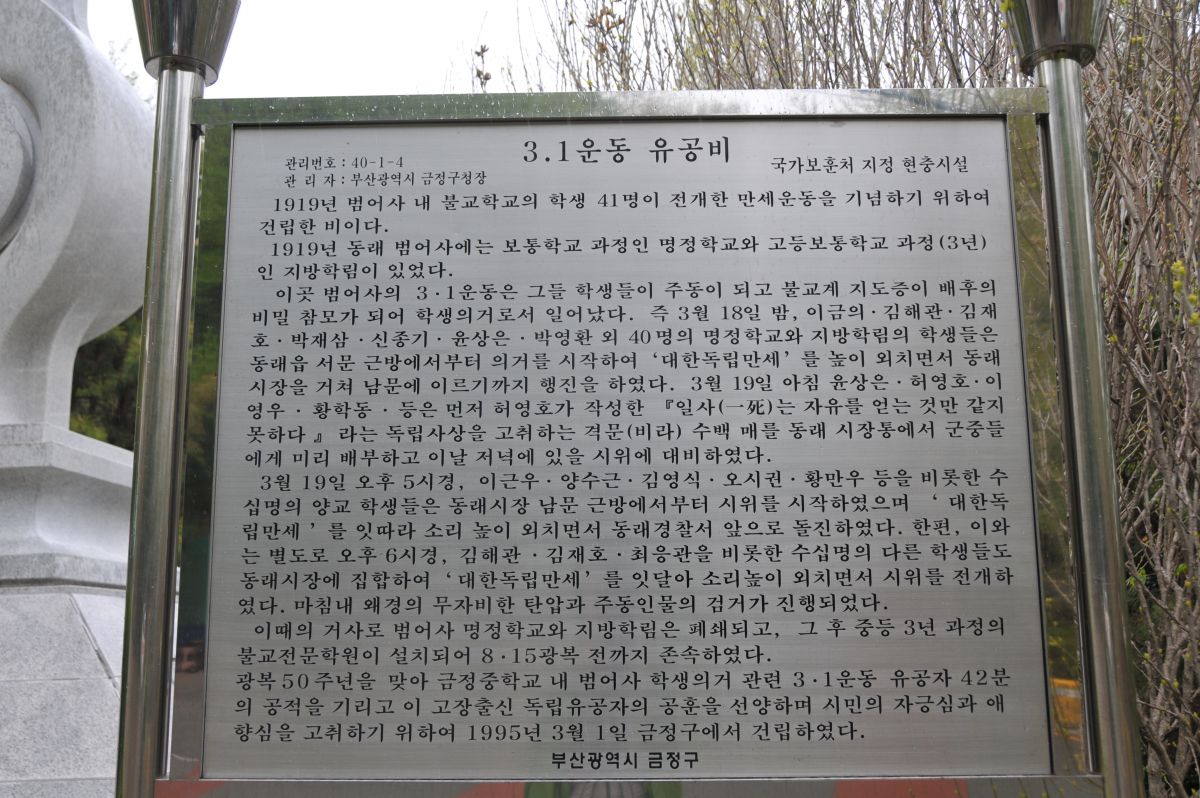 3.1운동 유공비
관리번호 : 40-1-4
관 리 자 : 부산광역시 금정구청장
국가보훈처 지정 현충시설
1919년 범어사 내 불교학교의 학생 41명이 전개한 만세운동을 기념하기 위하여
건립한 비이다.
1919년 동래 범어사에는 보통학교 과정인 명정학교와 고등보통학교 과정(3년)
인 지방학림이 있었다.
이곳 범어사의 3·1운동은 그들 학생들이 주동이 되고 불교계 지도층이 배후의
비밀 참모가 되어 학생의거로서 일어났다. 즉 3월 18일 밤, 이금의·김해관·김재
호·박재삼·신종기·윤상은·박영환 외 40명의 명정학교와 지방학림의 학생들은
동래읍 서문 근방에서부터 의거를 시작하여 ‘대한독립만세’ 를 높이 외치면서 동래
시장을 거쳐 남문에 이르기까지 행진을 하였다. 3월 19일 아침 윤상은·허영호·이
영우·황학동·등은 먼저 허영호가 작성한 『일사(一死)는 자유를 얻는 것만 같지
못하다』 라는 독립사상을 고취하는 격문(비라) 수백 매를 동래 시장통에서 군중들
에게 미리 배부하고 이날 저녁에 있을 시위에 대비하였다.
3월 19일 오후 5시경, 이근우·양수근·김영식·오시권·황만우 등을 비롯한 수
십명의 양교 학생들은 동래시장 남문 근방에서부터 시위를 시작하였으며 ‘ 대한독
립만세 ’ 를 잇따라 소리 높이 외치면서 동래경찰서 앞으로 돌진하였다. 한편, 이와
는 별도로 오후 6시경, 김해관·김재호·최응관을 비롯한 수십명의 다른 학생들도
동래시장에 집합하여 ‘대한독립만세’ 를 잇달아 소리높이 외치면서 시위를 전개하
였다. 마침내 왜경의 무자비한 탄압과 주동인물의 검거가 진행되었다.
이때의 거사로 범어사 명정학교와 지방학림은 폐쇄되고, 그 후 중등 3년 과정의
불교전문학원이 설치되어 8·15광복 전까지 존속하였다.
광복 50주년을 맞아 금정중학교 내 범어사 학생의거 관련 3·1운동 유공자 42분
의 공적을 기리고 이 고장출신 독립유공자의 공훈을 선양하며 시민의 자긍심과 애
향심을 고취하기 위하여 1995년 3월 1일 금정구에서 건립하였다.
부산광역시 금정구